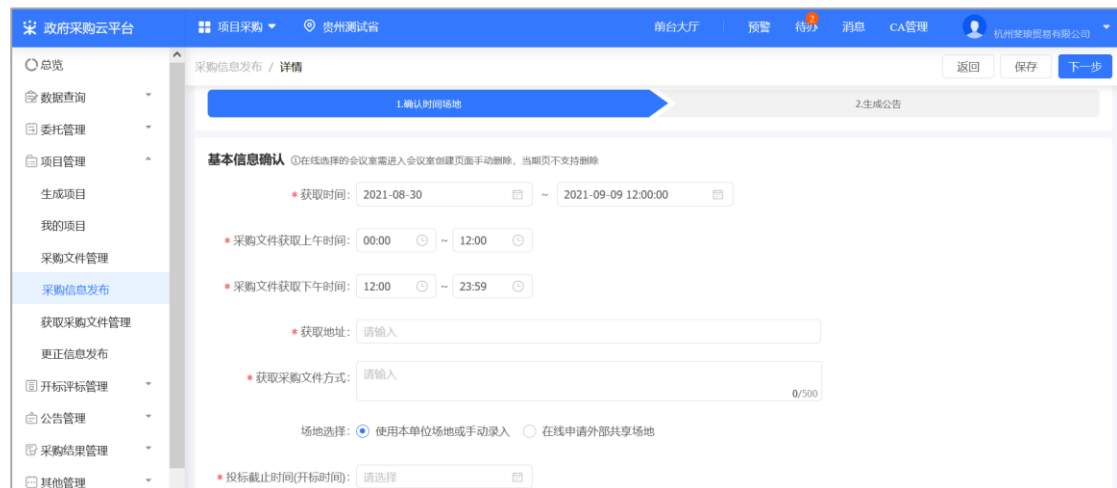 政府采购云平台 项目采购 贵州测试省 前台大厅 预警 待办 2 消息 CA管理 杭州斐琅贸易有限公司
总览
数据查询
委托管理
项目管理
生成项目
我的项目
采购文件管理
采购信息发布
获取采购文件管理
更正信息发布
开标评标管理
公告管理
采购结果管理
其他管理
采购信息发布 / 详情 返回 保存 下一步
1.确认时间场地 2.生成公告
基本信息确认 ①在线选择的会议室需进入会议室创建页面手动删除，当期页不支持删除
* 获取时间： 2021-08-30 ~ 2021-09-09 12:00:00
* 采购文件获取上午时间： 00:00 ~ 12:00
* 采购文件获取下午时间： 12:00 ~ 23:59
* 获取地址： 请输入
* 获取采购文件方式： 请输入
0/500
场地选择： 使用本单位场地或手动录入 在线申请外部共享场地
* 投标截止时间(开标时间)： 请选择